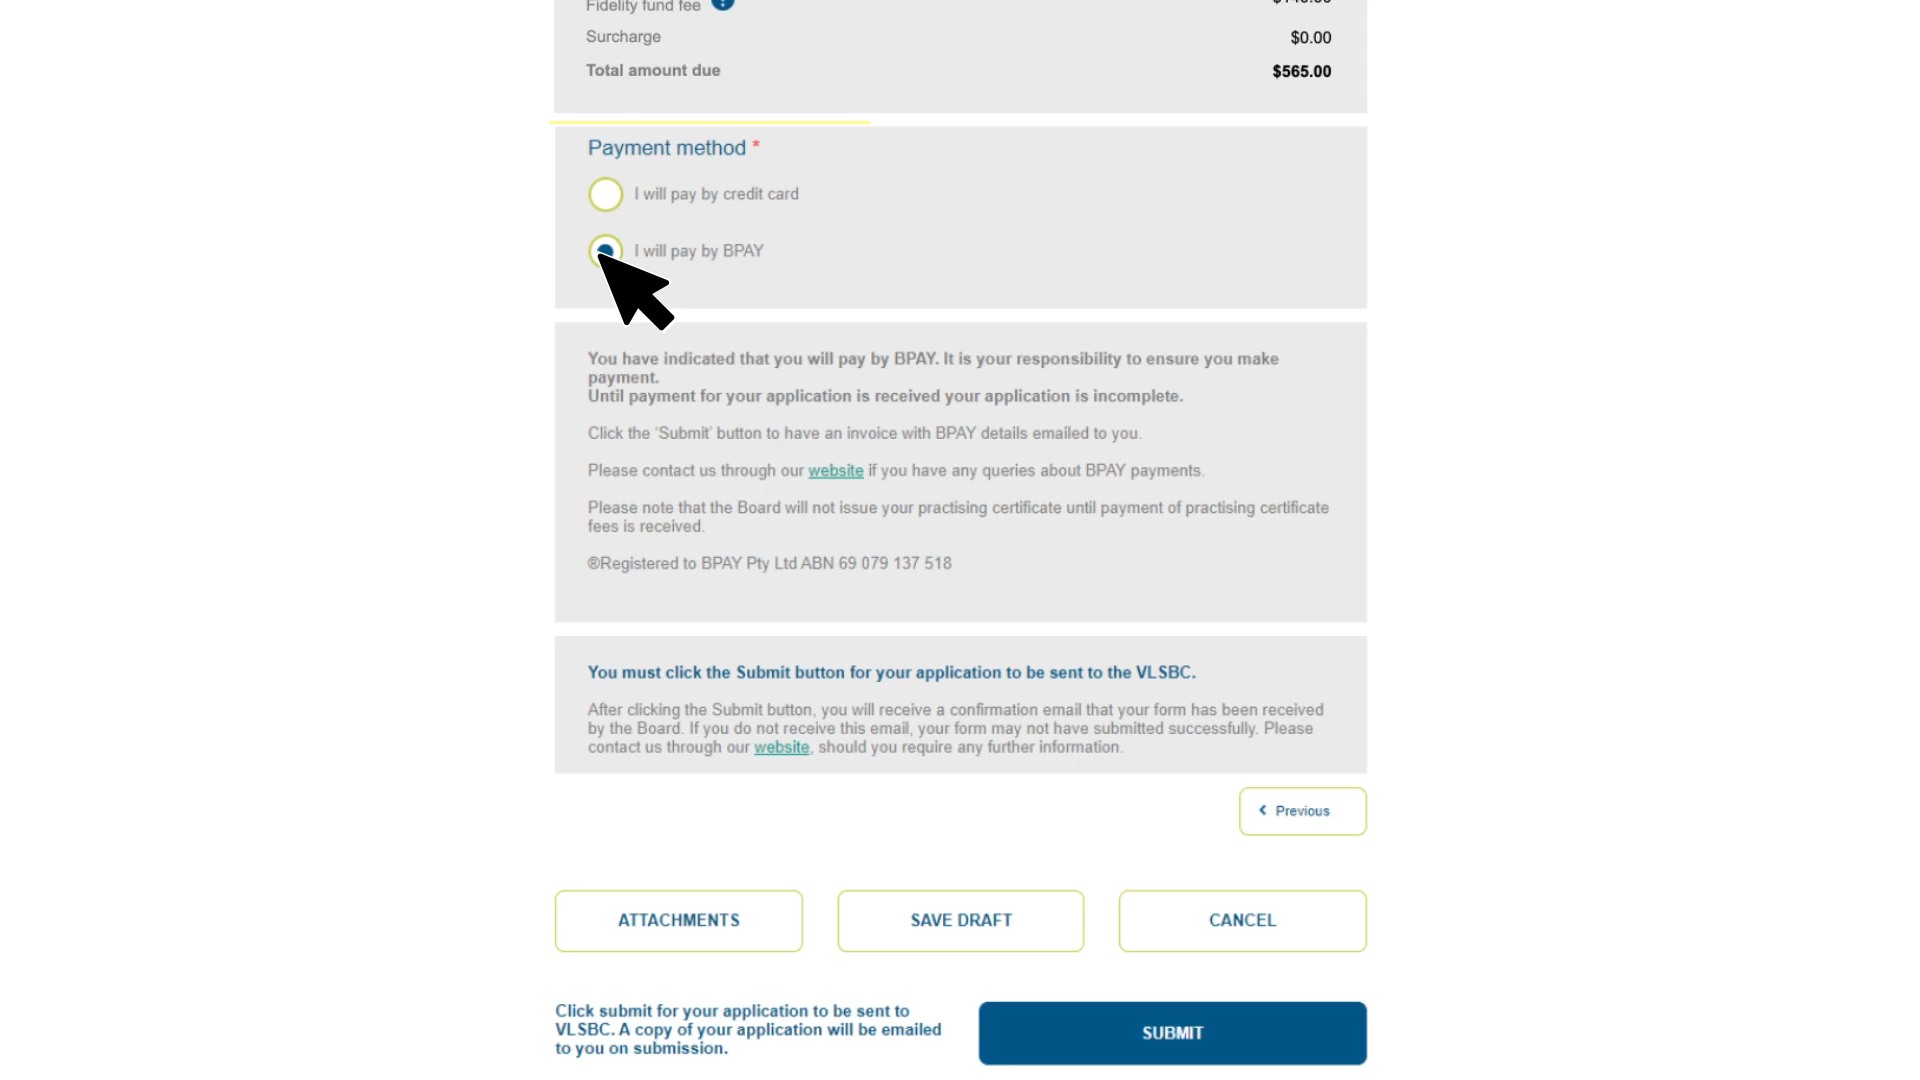 Fidelity fund fee
Surcharge $0.00
Total amount due $565.00
Payment method *
I will pay by credit card
I will pay by BPAY
You have indicated that you will pay by BPAY. It is your responsibility to ensure you make
payment.
Until payment for your application is received your application is incomplete.
Click the 'Submit' button to have an invoice with BPAY details emailed to you.
Please contact us through our website if you have any queries about BPAY payments.
Please note that the Board will not issue your practising certificate until payment of practising certificate
fees is received.
®Registered to BPAY Pty Ltd ABN 69 079 137 518
You must click the Submit button for your application to be sent to the VLSBC.
After clicking the Submit button, you will receive a confirmation email that your form has been received
by the Board. If you do not receive this email, your form may not have submitted successfully. Please
contact us through our website, should you require any further information.
Previous
ATTACHMENTS SAVE DRAFT CANCEL
Click submit for your application to be sent to
VLSBC. A copy of your application will be emailed
to you on submission.
SUBMIT